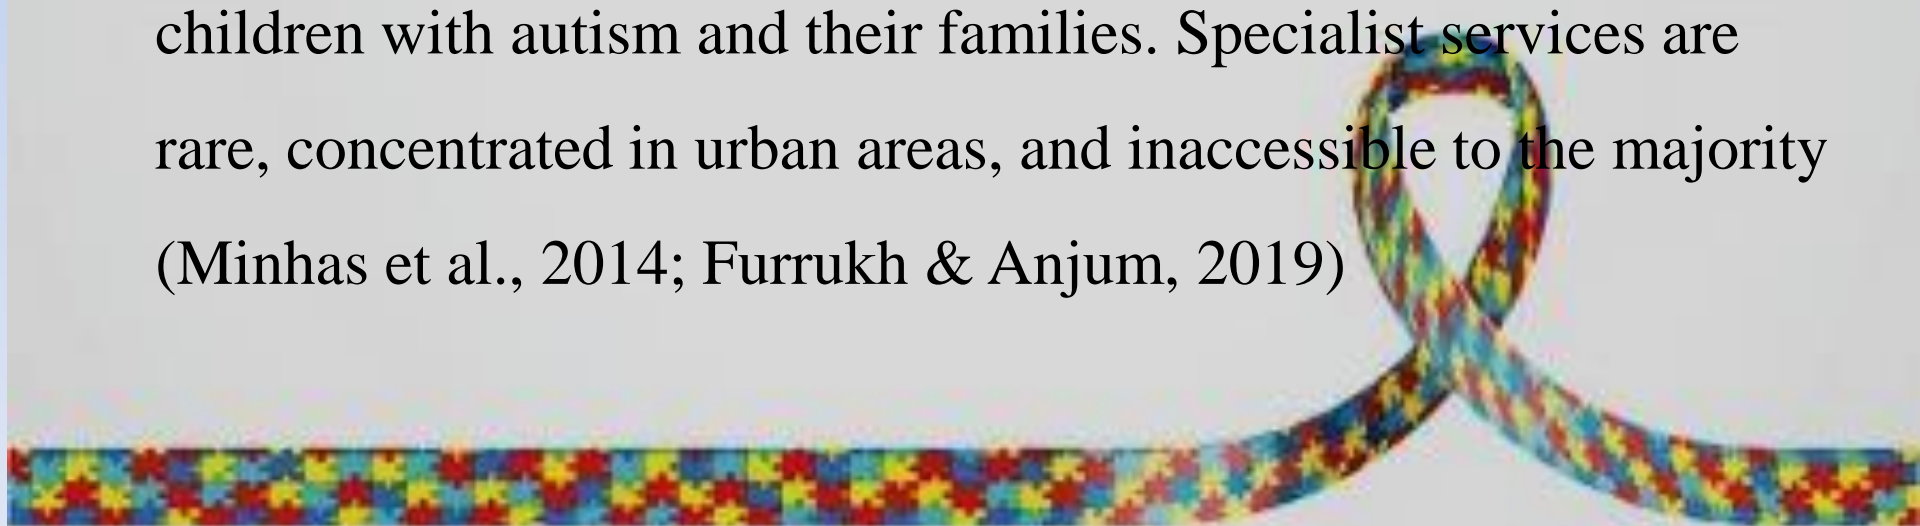 children with autism and their families. Specialist services are
rare, concentrated in urban areas, and inaccessible to the majority
(Minhas et al., 2014; Furrukh & Anjum, 2019)